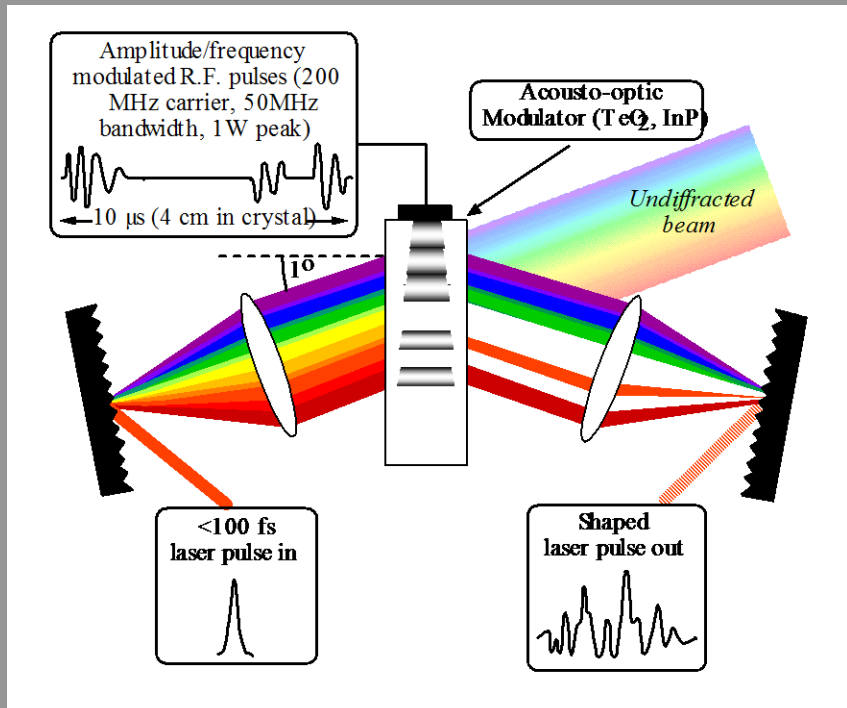 Amplitude/frequency
modulated R.F. pulses (200
MHz carrier, 50MHz
bandwidth, 1W peak)
10 μs (4 cm in crystal)
Acousto-optic
Modulator (TeO2, InP)
Undiffracted
beam
1°
<100 fs
laser pulse in
Shaped
laser pulse out